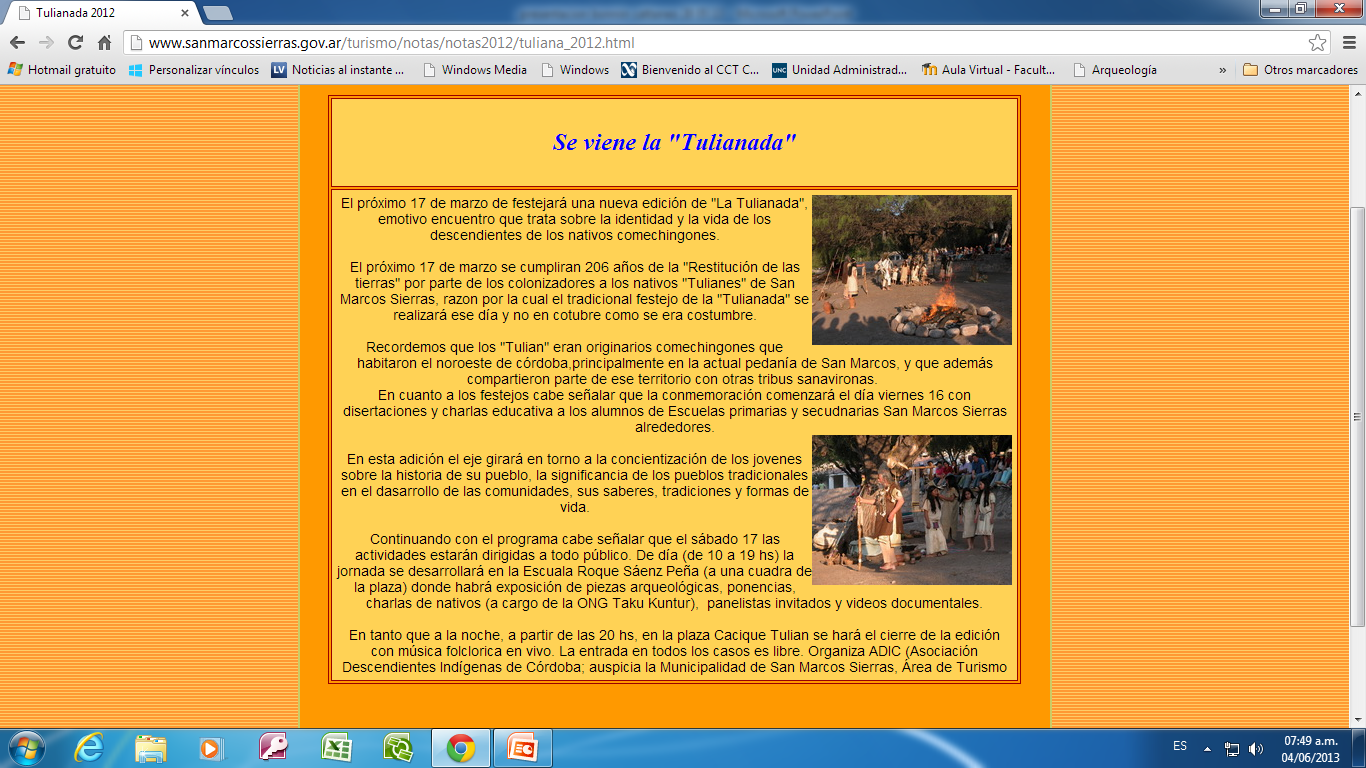 Tulianada 2012
www.sanmarcossierras.gov.ar/turismo/notas/notas2012/tuliana_2012.html
Hotmail gratuito
Personalizar vínculos
Noticias al instante ...
Windows Media
Windows
Bienvenido al CCT C...
Unidad Administrad...
Aula Virtual - Facult...
Arqueología
»
Otros marcadores
Se viene la "Tulianada"
El próximo 17 de marzo de festejará una nueva edición de "La Tulianada",
emotivo encuentro que trata sobre la identidad y la vida de los
descendientes de los nativos comechingones.
El próximo 17 de marzo se cumpliran 206 años de la "Restitución de las
tierras" por parte de los colonizadores a los nativos "Tulianes" de San
Marcos Sierras, razon por la cual el tradicional festejo de la "Tulianada" se
realizará ese día y no en cotubre como se era costumbre.
Recordemos que los "Tulian" eran originarios comechingones que
habitaron el noroeste de córdoba,principalmente en la actual pedanía de San Marcos, y que además
compartieron parte de ese territorio con otras tribus sanavironas.
En cuanto a los festejos cabe señalar que la conmemoración comenzará el día viernes 16 con
disertaciones y charlas educativa a los alumnos de Escuelas primarias y secudnarias San Marcos Sierras
alrededores.
En esta adición el eje girará en torno a la concientización de los jovenes
sobre la historia de su pueblo, la significancia de los pueblos tradicionales
en el dasarrollo de las comunidades, sus saberes, tradiciones y formas de
vida.
Continuando con el programa cabe señalar que el sábado 17 las
actividades estarán dirigidas a todo público. De día (de 10 a 19 hs) la
jornada se desarrollará en la Escuala Roque Sáenz Peña (a una cuadra de
la plaza) donde habrá exposición de piezas arqueológicas, ponencias,
charlas de nativos (a cargo de la ONG Taku Kuntur), panelistas invitados y videos documentales.
En tanto que a la noche, a partir de las 20 hs, en la plaza Cacique Tulian se hará el cierre de la edición
con música folclorica en vivo. La entrada en todos los casos es libre. Organiza ADIC (Asociación
Descendientes Indígenas de Córdoba; auspicia la Municipalidad de San Marcos Sierras, Área de Turismo
ES
07:49 a.m.
04/06/2013